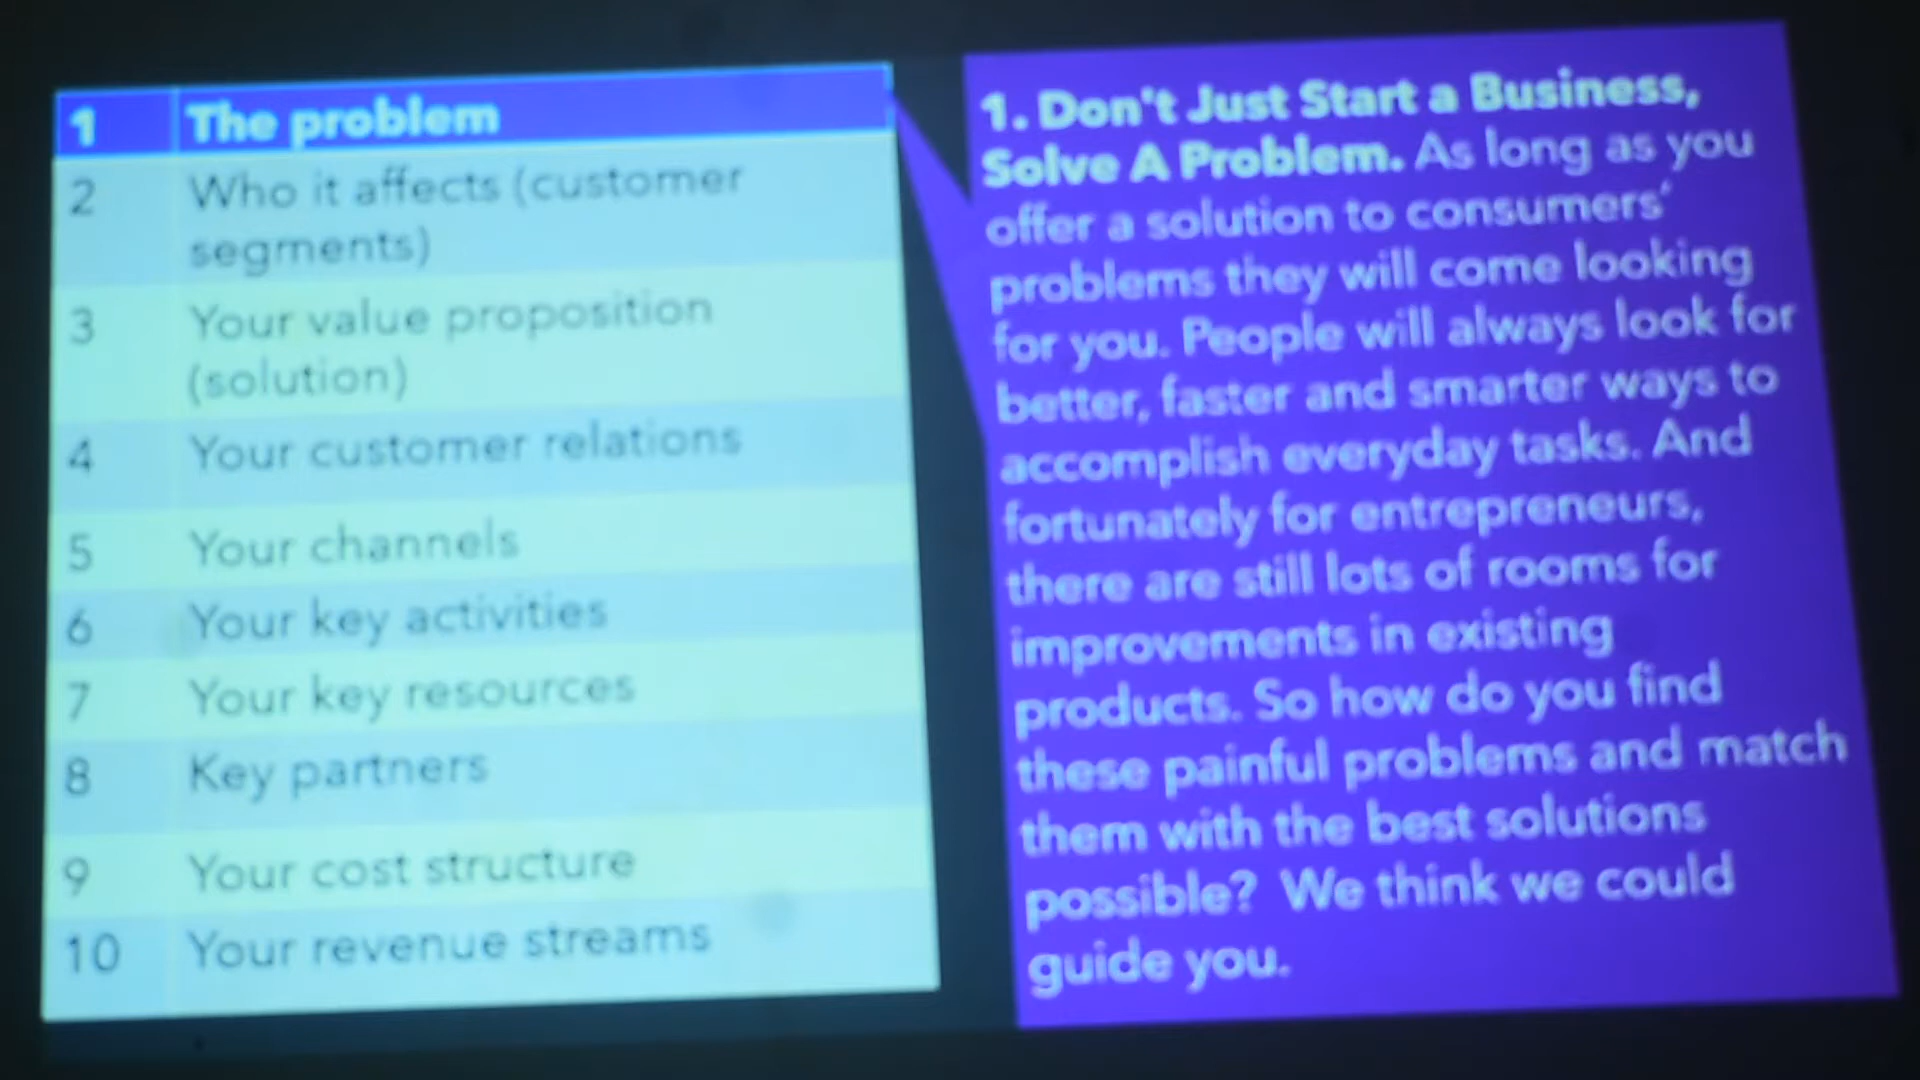 1 The problem
2 Who it affects (customer
segments)
3 Your value proposition
(solution)
4 Your customer relations
5 Your channels
6 Your key activities
7 Your key resources
8 Key partners
9 Your cost structure
10 Your revenue streams
1. Don't Just Start a Business,
Solve A Problem. As long as you
offer a solution to consumers'
problems they will come looking
for you. People will always look for
better, faster and smarter ways to
accomplish everyday tasks. And
fortunately for entrepreneurs,
there are still lots of rooms for
improvements in existing
products. So how do you find
these painful problems and match
them with the best solutions
possible? We think we could
guide you.